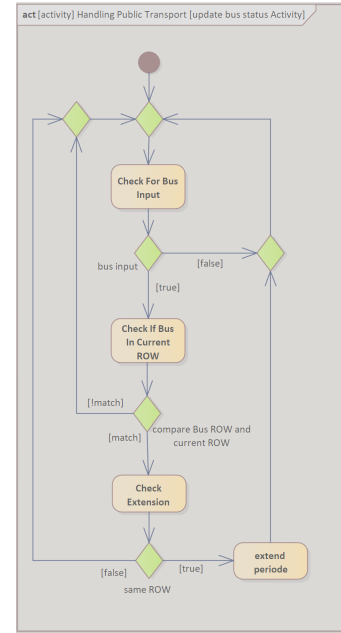 act [activity] Handling Public Transport [update bus status Activity]
Check For Bus
Input
bus input
[false]
[true]
Check If Bus
In Current
ROW
[!match]
compare Bus ROW and
current ROW
[match]
Check
Extension
[false]
[true]
same ROW
extend
periode